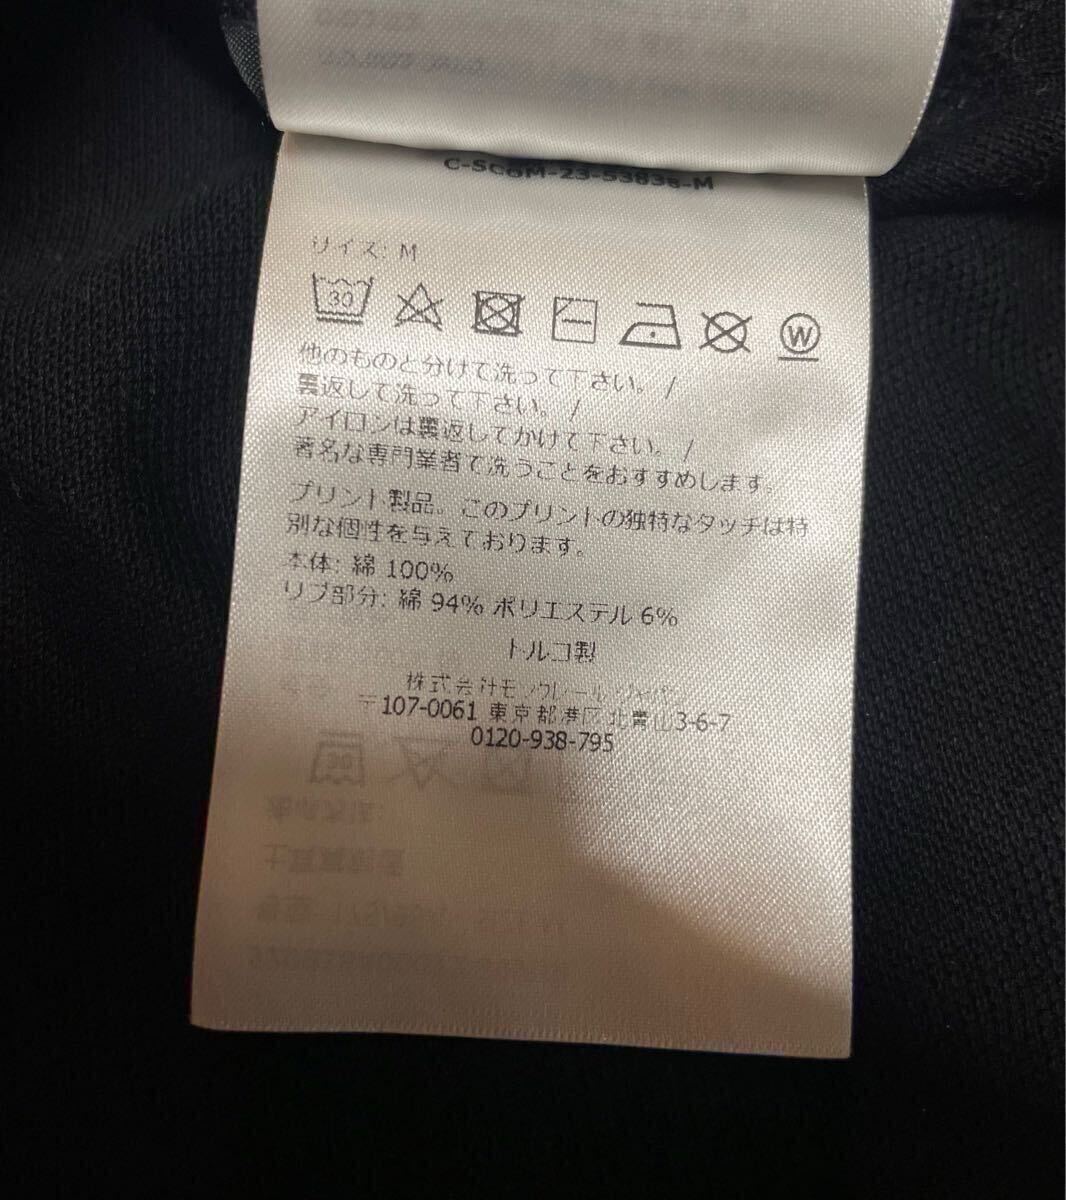 C-SCOM-23-53838-M
サイズ: M
30
W
他のものと分けて洗って下さい。/
裏返して洗って下さい。/
アイロンは裏返してかけて下さい。/
著名な専門業者で洗うことをおすすめします。
プリント製品。このプリントの独特なタッチは特
別な個性を与えております。
本体: 綿 100%
リブ部分: 綿 94% ポリエステル 6%
トルコ製
株式会社モンクレール ジャパン
〒107-0061 東京都港区北青山3-6-7
0120-938-795